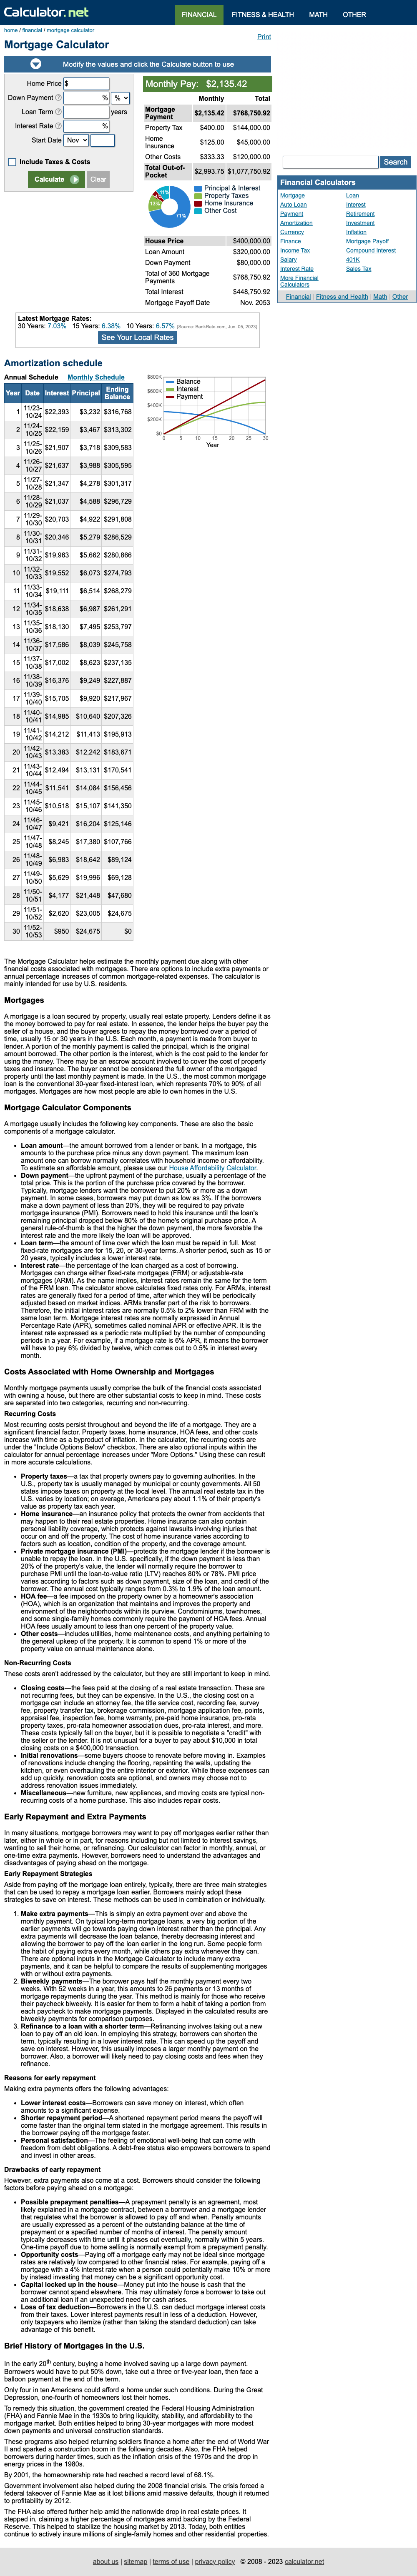 Calculator.net
FINANCIAL FITNESS & HEALTH MATH OTHER
home / financial / mortgage calculator
Print
Mortgage Calculator
Modify the values and click the Calculate button to use
Home Price $
Down Payment % %
Loan Term years
Interest Rate %
Start Date Nov
Include Taxes & Costs
Calculate Clear
Monthly Pay: $2,135.42
Monthly Total
Mortgage Payment $2,135.42 $768,750.92
Property Tax $400.00 $144,000.00
Home Insurance $125.00 $45,000.00
Other Costs $333.33 $120,000.00
Total Out-of-Pocket $2,993.75 $1,077,750.92
11%
13%
71%
Principal & Interest
Property Taxes
Home Insurance
Other Cost
House Price $400,000.00
Loan Amount $320,000.00
Down Payment $80,000.00
Total of 360 Mortgage Payments $768,750.92
Total Interest $448,750.92
Mortgage Payoff Date Nov. 2053
Search
Financial Calculators
Mortgage Loan
Auto Loan Interest
Payment Retirement
Amortization Investment
Currency Inflation
Finance Mortgage Payoff
Income Tax Compound Interest
Salary 401K
Interest Rate Sales Tax
More Financial Calculators
Financial | Fitness and Health | Math | Other
Latest Mortgage Rates:
30 Years: 7.03% 15 Years: 6.38% 10 Years: 6.57% (Source: BankRate.com, Jun. 05, 2023)
See Your Local Rates
Amortization schedule
Annual Schedule Monthly Schedule
Year Date Interest Principal Ending Balance
1 11/23-10/24 $22,393 $3,232 $316,768
2 11/24-10/25 $22,159 $3,467 $313,302
3 11/25-10/26 $21,907 $3,718 $309,583
4 11/26-10/27 $21,637 $3,988 $305,595
5 11/27-10/28 $21,347 $4,278 $301,317
6 11/28-10/29 $21,037 $4,588 $296,729
7 11/29-10/30 $20,703 $4,922 $291,808
8 11/30-10/31 $20,346 $5,279 $286,529
9 11/31-10/32 $19,963 $5,662 $280,866
10 11/32-10/33 $19,552 $6,073 $274,793
11 11/33-10/34 $19,111 $6,514 $268,279
12 11/34-10/35 $18,638 $6,987 $261,291
13 11/35-10/36 $18,130 $7,495 $253,797
14 11/36-10/37 $17,586 $8,039 $245,758
15 11/37-10/38 $17,002 $8,623 $237,135
16 11/38-10/39 $16,376 $9,249 $227,887
17 11/39-10/40 $15,705 $9,920 $217,967
18 11/40-10/41 $14,985 $10,640 $207,326
19 11/41-10/42 $14,212 $11,413 $195,913
20 11/42-10/43 $13,383 $12,242 $183,671
21 11/43-10/44 $12,494 $13,131 $170,541
22 11/44-10/45 $11,541 $14,084 $156,456
23 11/45-10/46 $10,518 $15,107 $141,350
24 11/46-10/47 $9,421 $16,204 $125,146
25 11/47-10/48 $8,245 $17,380 $107,766
26 11/48-10/49 $6,983 $18,642 $89,124
27 11/49-10/50 $5,629 $19,996 $69,128
28 11/50-10/51 $4,177 $21,448 $47,680
29 11/51-10/52 $2,620 $23,005 $24,675
30 11/52-10/53 $950 $24,675 $0
$800K
$600K
$400K
$200K
$0
Balance
Interest
Payment
0 5 10 15 20 25 30
Year
The Mortgage Calculator helps estimate the monthly payment due along with other
financial costs associated with mortgages. There are options to include extra payments or
annual percentage increases of common mortgage-related expenses. The calculator is
mainly intended for use by U.S. residents.
Mortgages
A mortgage is a loan secured by property, usually real estate property. Lenders define it as
the money borrowed to pay for real estate. In essence, the lender helps the buyer pay the
seller of a house, and the buyer agrees to repay the money borrowed over a period of
time, usually 15 or 30 years in the U.S. Each month, a payment is made from buyer to
lender. A portion of the monthly payment is called the principal, which is the original
amount borrowed. The other portion is the interest, which is the cost paid to the lender for
using the money. There may be an escrow account involved to cover the cost of property
taxes and insurance. The buyer cannot be considered the full owner of the mortgaged
property until the last monthly payment is made. In the U.S., the most common mortgage
loan is the conventional 30-year fixed-interest loan, which represents 70% to 90% of all
mortgages. Mortgages are how most people are able to own homes in the U.S.
Mortgage Calculator Components
A mortgage usually includes the following key components. These are also the basic
components of a mortgage calculator.
• Loan amount—the amount borrowed from a lender or bank. In a mortgage, this
amounts to the purchase price minus any down payment. The maximum loan
amount one can borrow normally correlates with household income or affordability.
To estimate an affordable amount, please use our House Affordability Calculator.
• Down payment—the upfront payment of the purchase, usually a percentage of the
total price. This is the portion of the purchase price covered by the borrower.
Typically, mortgage lenders want the borrower to put 20% or more as a down
payment. In some cases, borrowers may put down as low as 3%. If the borrowers
make a down payment of less than 20%, they will be required to pay private
mortgage insurance (PMI). Borrowers need to hold this insurance until the loan's
remaining principal dropped below 80% of the home's original purchase price. A
general rule-of-thumb is that the higher the down payment, the more favorable the
interest rate and the more likely the loan will be approved.
• Loan term—the amount of time over which the loan must be repaid in full. Most
fixed-rate mortgages are for 15, 20, or 30-year terms. A shorter period, such as 15 or
20 years, typically includes a lower interest rate.
• Interest rate—the percentage of the loan charged as a cost of borrowing.
Mortgages can charge either fixed-rate mortgages (FRM) or adjustable-rate
mortgages (ARM). As the name implies, interest rates remain the same for the term
of the FRM loan. The calculator above calculates fixed rates only. For ARMs, interest
rates are generally fixed for a period of time, after which they will be periodically
adjusted based on market indices. ARMs transfer part of the risk to borrowers.
Therefore, the initial interest rates are normally 0.5% to 2% lower than FRM with the
same loan term. Mortgage interest rates are normally expressed in Annual
Percentage Rate (APR), sometimes called nominal APR or effective APR. It is the
interest rate expressed as a periodic rate multiplied by the number of compounding
periods in a year. For example, if a mortgage rate is 6% APR, it means the borrower
will have to pay 6% divided by twelve, which comes out to 0.5% in interest every
month.
Costs Associated with Home Ownership and Mortgages
Monthly mortgage payments usually comprise the bulk of the financial costs associated
with owning a house, but there are other substantial costs to keep in mind. These costs
are separated into two categories, recurring and non-recurring.
Recurring Costs
Most recurring costs persist throughout and beyond the life of a mortgage. They are a
significant financial factor. Property taxes, home insurance, HOA fees, and other costs
increase with time as a byproduct of inflation. In the calculator, the recurring costs are
under the "Include Options Below" checkbox. There are also optional inputs within the
calculator for annual percentage increases under "More Options." Using these can result
in more accurate calculations.
• Property taxes—a tax that property owners pay to governing authorities. In the
U.S., property tax is usually managed by municipal or county governments. All 50
states impose taxes on property at the local level. The annual real estate tax in the
U.S. varies by location; on average, Americans pay about 1.1% of their property's
value as property tax each year.
• Home insurance—an insurance policy that protects the owner from accidents that
may happen to their real estate properties. Home insurance can also contain
personal liability coverage, which protects against lawsuits involving injuries that
occur on and off the property. The cost of home insurance varies according to
factors such as location, condition of the property, and the coverage amount.
• Private mortgage insurance (PMI)—protects the mortgage lender if the borrower is
unable to repay the loan. In the U.S. specifically, if the down payment is less than
20% of the property's value, the lender will normally require the borrower to
purchase PMI until the loan-to-value ratio (LTV) reaches 80% or 78%. PMI price
varies according to factors such as down payment, size of the loan, and credit of the
borrower. The annual cost typically ranges from 0.3% to 1.9% of the loan amount.
• HOA fee—a fee imposed on the property owner by a homeowner's association
(HOA), which is an organization that maintains and improves the property and
environment of the neighborhoods within its purview. Condominiums, townhomes,
and some single-family homes commonly require the payment of HOA fees. Annual
HOA fees usually amount to less than one percent of the property value.
• Other costs—includes utilities, home maintenance costs, and anything pertaining to
the general upkeep of the property. It is common to spend 1% or more of the
property value on annual maintenance alone.
Non-Recurring Costs
These costs aren't addressed by the calculator, but they are still important to keep in mind.
• Closing costs—the fees paid at the closing of a real estate transaction. These are
not recurring fees, but they can be expensive. In the U.S., the closing cost on a
mortgage can include an attorney fee, the title service cost, recording fee, survey
fee, property transfer tax, brokerage commission, mortgage application fee, points,
appraisal fee, inspection fee, home warranty, pre-paid home insurance, pro-rata
property taxes, pro-rata homeowner association dues, pro-rata interest, and more.
These costs typically fall on the buyer, but it is possible to negotiate a "credit" with
the seller or the lender. It is not unusual for a buyer to pay about $10,000 in total
closing costs on a $400,000 transaction.
• Initial renovations—some buyers choose to renovate before moving in. Examples
of renovations include changing the flooring, repainting the walls, updating the
kitchen, or even overhauling the entire interior or exterior. While these expenses can
add up quickly, renovation costs are optional, and owners may choose not to
address renovation issues immediately.
• Miscellaneous—new furniture, new appliances, and moving costs are typical non-
recurring costs of a home purchase. This also includes repair costs.
Early Repayment and Extra Payments
In many situations, mortgage borrowers may want to pay off mortgages earlier rather than
later, either in whole or in part, for reasons including but not limited to interest savings,
wanting to sell their home, or refinancing. Our calculator can factor in monthly, annual, or
one-time extra payments. However, borrowers need to understand the advantages and
disadvantages of paying ahead on the mortgage.
Early Repayment Strategies
Aside from paying off the mortgage loan entirely, typically, there are three main strategies
that can be used to repay a mortgage loan earlier. Borrowers mainly adopt these
strategies to save on interest. These methods can be used in combination or individually.
1. Make extra payments—This is simply an extra payment over and above the
monthly payment. On typical long-term mortgage loans, a very big portion of the
earlier payments will go towards paying down interest rather than the principal. Any
extra payments will decrease the loan balance, thereby decreasing interest and
allowing the borrower to pay off the loan earlier in the long run. Some people form
the habit of paying extra every month, while others pay extra whenever they can.
There are optional inputs in the Mortgage Calculator to include many extra
payments, and it can be helpful to compare the results of supplementing mortgages
with or without extra payments.
2. Biweekly payments—The borrower pays half the monthly payment every two
weeks. With 52 weeks in a year, this amounts to 26 payments or 13 months of
mortgage repayments during the year. This method is mainly for those who receive
their paycheck biweekly. It is easier for them to form a habit of taking a portion from
each paycheck to make mortgage payments. Displayed in the calculated results are
biweekly payments for comparison purposes.
3. Refinance to a loan with a shorter term—Refinancing involves taking out a new
loan to pay off an old loan. In employing this strategy, borrowers can shorten the
term, typically resulting in a lower interest rate. This can speed up the payoff and
save on interest. However, this usually imposes a larger monthly payment on the
borrower. Also, a borrower will likely need to pay closing costs and fees when they
refinance.
Reasons for early repayment
Making extra payments offers the following advantages:
• Lower interest costs—Borrowers can save money on interest, which often
amounts to a significant expense.
• Shorter repayment period—A shortened repayment period means the payoff will
come faster than the original term stated in the mortgage agreement. This results in
the borrower paying off the mortgage faster.
• Personal satisfaction—The feeling of emotional well-being that can come with
freedom from debt obligations. A debt-free status also empowers borrowers to spend
and invest in other areas.
Drawbacks of early repayment
However, extra payments also come at a cost. Borrowers should consider the following
factors before paying ahead on a mortgage:
• Possible prepayment penalties—A prepayment penalty is an agreement, most
likely explained in a mortgage contract, between a borrower and a mortgage lender
that regulates what the borrower is allowed to pay off and when. Penalty amounts
are usually expressed as a percent of the outstanding balance at the time of
prepayment or a specified number of months of interest. The penalty amount
typically decreases with time until it phases out eventually, normally within 5 years.
One-time payoff due to home selling is normally exempt from a prepayment penalty.
• Opportunity costs—Paying off a mortgage early may not be ideal since mortgage
rates are relatively low compared to other financial rates. For example, paying off a
mortgage with a 4% interest rate when a person could potentially make 10% or more
by instead investing that money can be a significant opportunity cost.
• Capital locked up in the house—Money put into the house is cash that the
borrower cannot spend elsewhere. This may ultimately force a borrower to take out
an additional loan if an unexpected need for cash arises.
• Loss of tax deduction—Borrowers in the U.S. can deduct mortgage interest costs
from their taxes. Lower interest payments result in less of a deduction. However,
only taxpayers who itemize (rather than taking the standard deduction) can take
advantage of this benefit.
Brief History of Mortgages in the U.S.
In the early 20th century, buying a home involved saving up a large down payment.
Borrowers would have to put 50% down, take out a three or five-year loan, then face a
balloon payment at the end of the term.
Only four in ten Americans could afford a home under such conditions. During the Great
Depression, one-fourth of homeowners lost their homes.
To remedy this situation, the government created the Federal Housing Administration
(FHA) and Fannie Mae in the 1930s to bring liquidity, stability, and affordability to the
mortgage market. Both entities helped to bring 30-year mortgages with more modest
down payments and universal construction standards.
These programs also helped returning soldiers finance a home after the end of World War
II and sparked a construction boom in the following decades. Also, the FHA helped
borrowers during harder times, such as the inflation crisis of the 1970s and the drop in
energy prices in the 1980s.
By 2001, the homeownership rate had reached a record level of 68.1%.
Government involvement also helped during the 2008 financial crisis. The crisis forced a
federal takeover of Fannie Mae as it lost billions amid massive defaults, though it returned
to profitability by 2012.
The FHA also offered further help amid the nationwide drop in real estate prices. It
stepped in, claiming a higher percentage of mortgages amid backing by the Federal
Reserve. This helped to stabilize the housing market by 2013. Today, both entities
continue to actively insure millions of single-family homes and other residential properties.
about us | sitemap | terms of use | privacy policy © 2008 - 2023 calculator.net